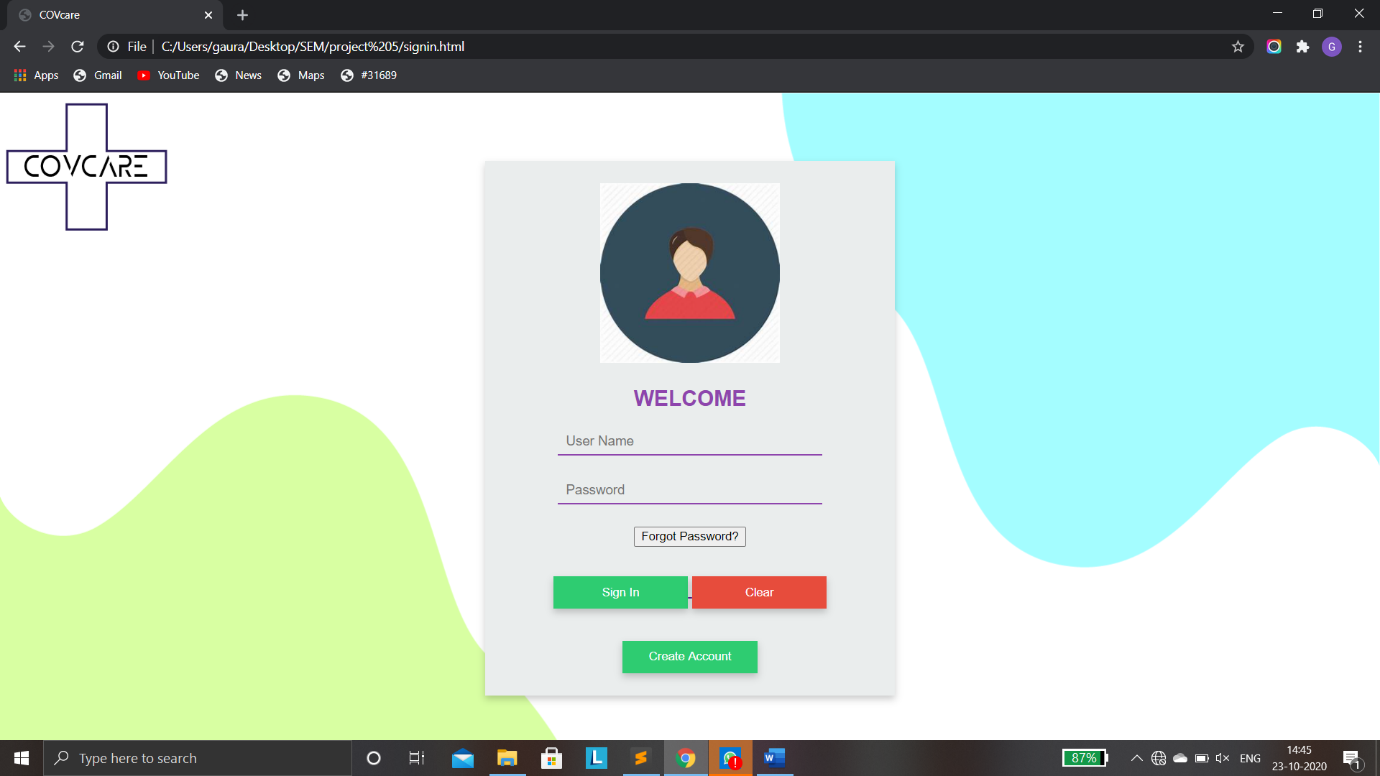 COVcare
File | C:/Users/gaura/Desktop/SEM/project%205/signin.html
G
Apps Gmail YouTube News Maps #31689
COVCARE
WELCOME
User Name
Password
Forgot Password?
Sign In Clear
Create Account
Type here to search
L
W
87%
ENG
14:45
23-10-2020
1